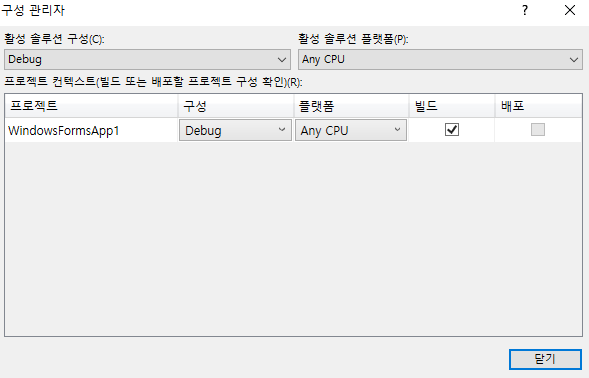 구성 관리자
?
활성 솔루션 구성(C):
활성 솔루션 플랫폼(P):
Debug
Any CPU
프로젝트 컨텍스트(빌드 또는 배포할 프로젝트 구성 확인)(R):
프로젝트 구성 플랫폼 빌드 배포
WindowsFormsApp1 Debug Any CPU
닫기